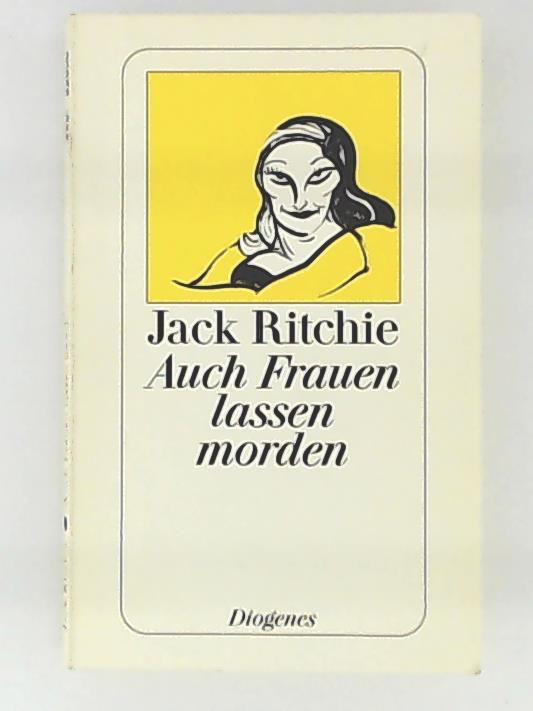 Jack Ritchie
Auch Frauen
lassen
morden
Diogenes